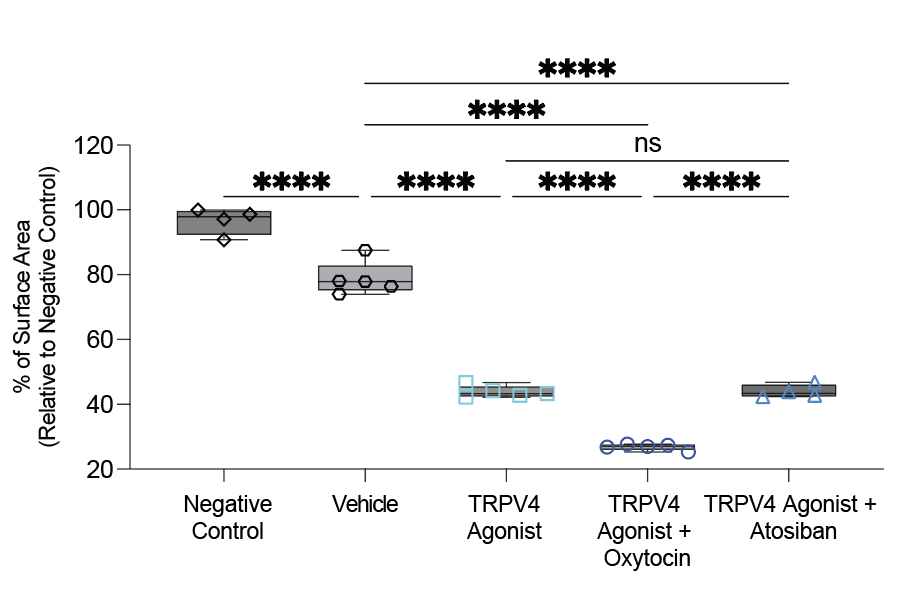 ✱✱✱✱
✱✱✱✱
ns
✱✱✱✱ ✱✱✱✱ ✱✱✱✱ ✱✱✱✱
% of Surface Area
(Relative to Negative Control)
120
100
80
60
40
20
Negative
Control
Vehicle
TRPV4
Agonist
TRPV4
Agonist +
Oxytocin
TRPV4 Agonist +
Atosiban